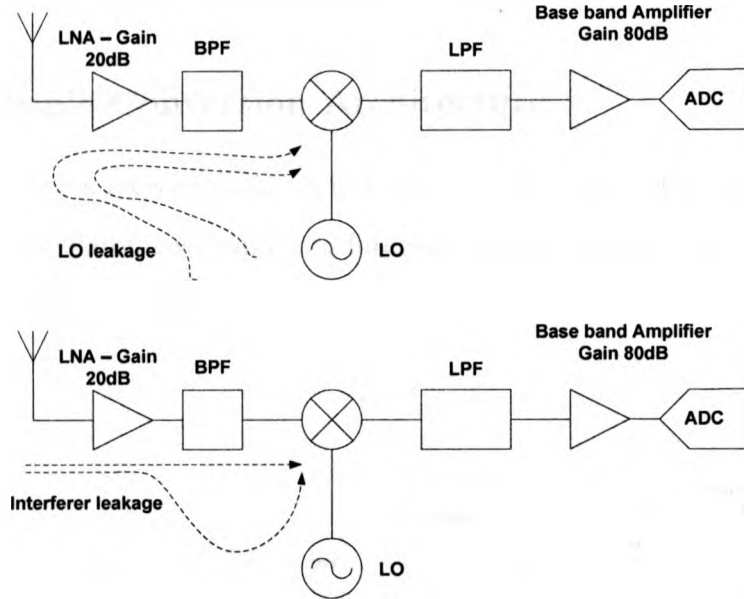 Base band Amplifier
Gain 80dB
LNA – Gain
20dB
BPF
LPF
ADC
LO leakage
LO
Base band Amplifier
Gain 80dB
LNA – Gain
20dB
BPF
LPF
ADC
Interferer leakage
LO